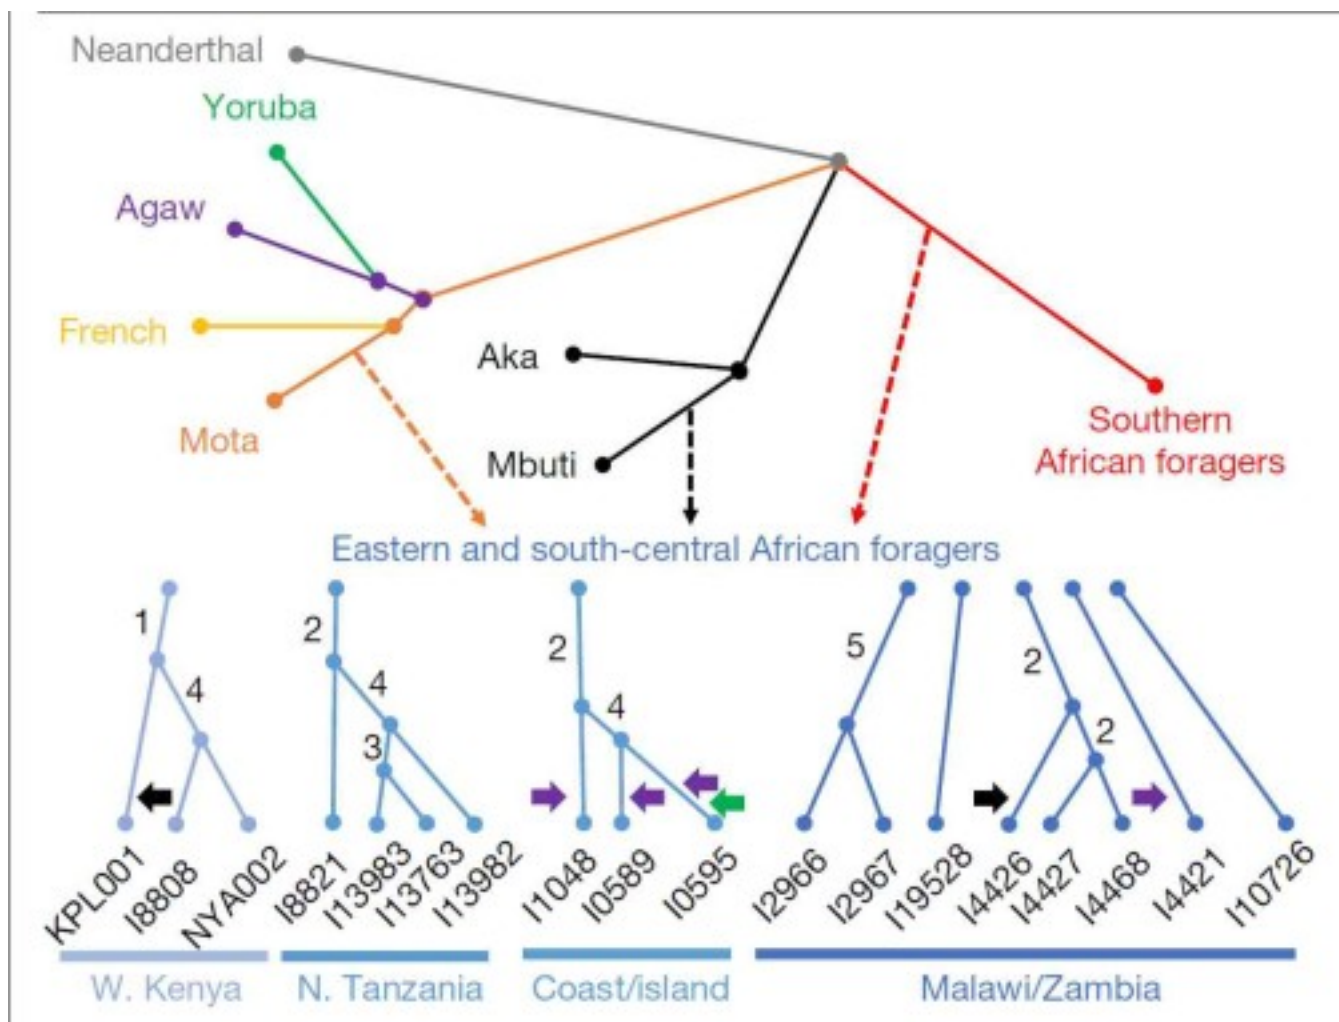 Neanderthal
Yoruba
Agaw
French
Mota
Aka
Mbuti
Southern
African foragers
Eastern and south-central African foragers
1
4
2
4
3
2
4
5
2
2
KPL001
I8808
NYA002
I8821
I13983
I13763
I13982
I1048
I0589
I0595
I2966
I2967
I19528
I4426
I4427
I4468
I4421
I10726
W. Kenya
N. Tanzania
Coast/island
Malawi/Zambia